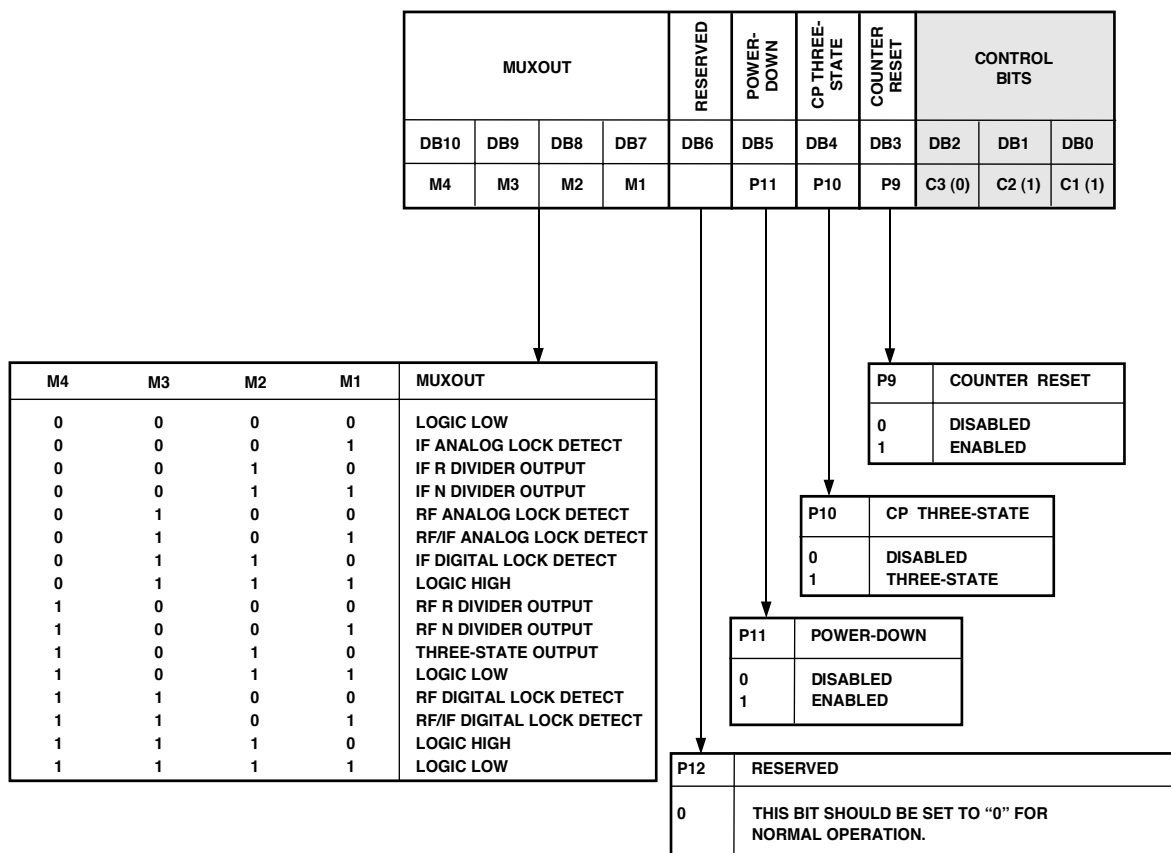 MUXOUT
RESERVED
POWER-
DOWN
CP THREE-
STATE
COUNTER
RESET
CONTROL
BITS
DB10 DB9 DB8 DB7 DB6 DB5 DB4 DB3 DB2 DB1 DB0
M4 M3 M2 M1 P11 P10 P9 C3 (0) C2 (1) C1 (1)
M4 M3 M2 M1 MUXOUT
0 0 0 0 LOGIC LOW
0 0 0 1 IF ANALOG LOCK DETECT
0 0 1 0 IF R DIVIDER OUTPUT
0 0 1 1 IF N DIVIDER OUTPUT
0 1 0 0 RF ANALOG LOCK DETECT
0 1 0 1 RF/IF ANALOG LOCK DETECT
0 1 1 0 IF DIGITAL LOCK DETECT
0 1 1 1 LOGIC HIGH
1 0 0 0 RF R DIVIDER OUTPUT
1 0 0 1 RF N DIVIDER OUTPUT
1 0 1 0 THREE-STATE OUTPUT
1 0 1 1 LOGIC LOW
1 1 0 0 RF DIGITAL LOCK DETECT
1 1 0 1 RF/IF DIGITAL LOCK DETECT
1 1 1 0 LOGIC HIGH
1 1 1 1 LOGIC LOW
P9 COUNTER RESET
0 DISABLED
1 ENABLED
P10 CP THREE-STATE
0 DISABLED
1 THREE-STATE
P11 POWER-DOWN
0 DISABLED
1 ENABLED
P12 RESERVED
0 THIS BIT SHOULD BE SET TO “0” FOR
NORMAL OPERATION.